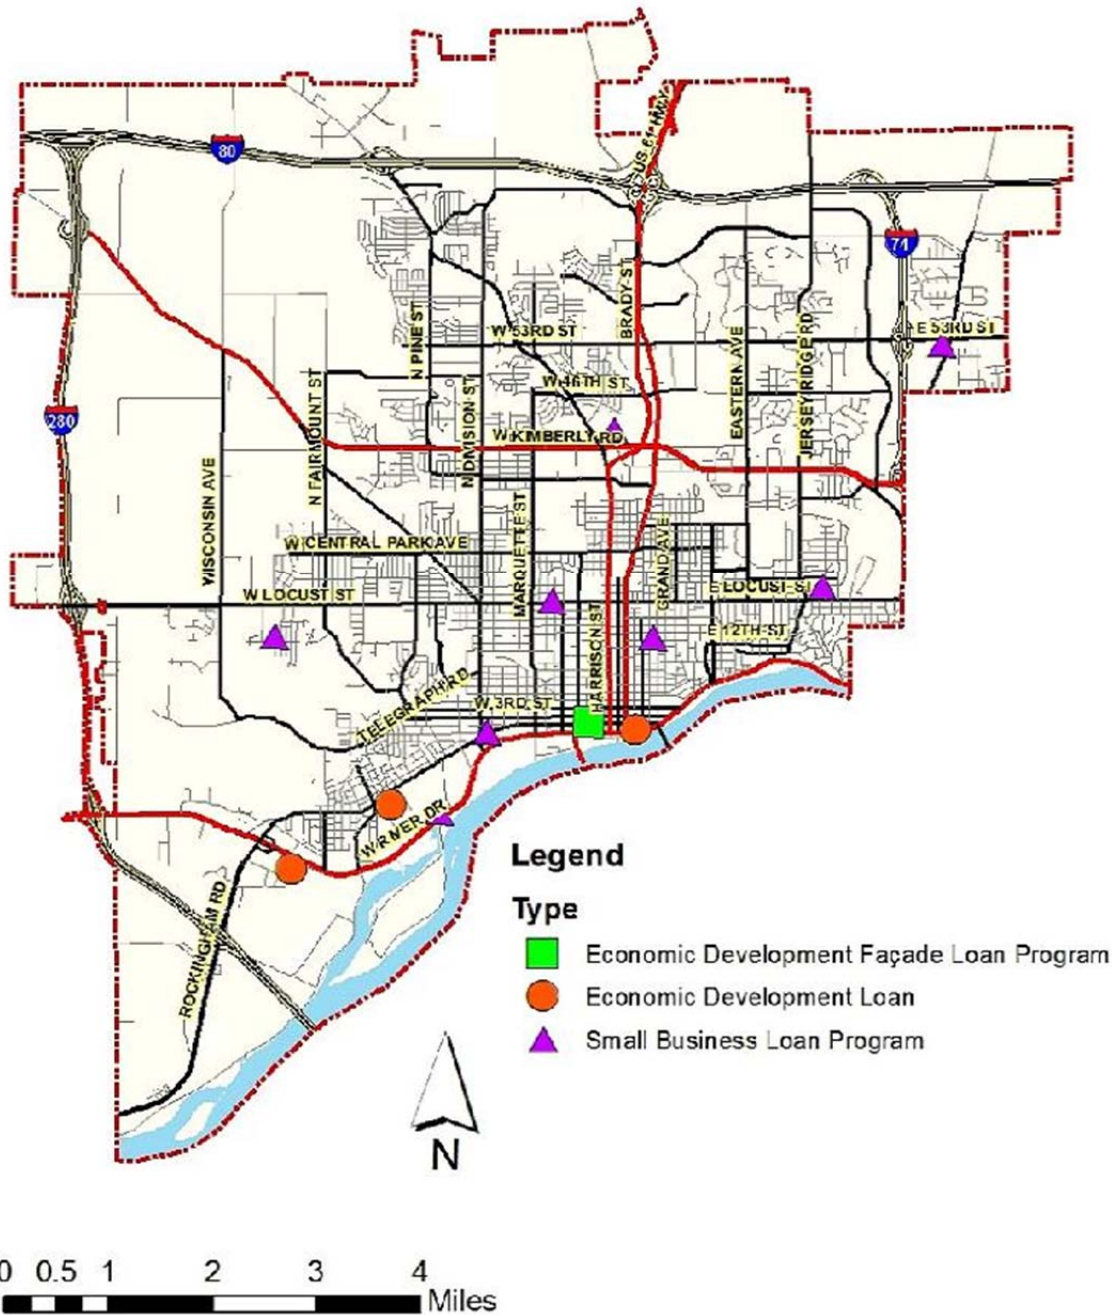 US 61 HWY
80
74
BRADY ST
E 53RD ST
W 53RD ST
N PINE ST
W 46TH ST
EASTERN AVE
JERSEY RIDGE RD
280
N FAIRMOUNT ST
N DIVISION ST
W KIMBERLY RD
WISCONSIN AVE
MARQUETTE ST
W CENTRAL PARK AVE
GRAND AVE
W LOCUST ST
E LOCUST ST
HARRISON ST
E 12TH ST
TELEGRAPH RD
W 3RD ST
W RIVER DR
ROCKINGHAM RD
Legend
Type
Economic Development Façade Loan Program
Economic Development Loan
Small Business Loan Program
N
0 0.5 1 2 3 4
Miles